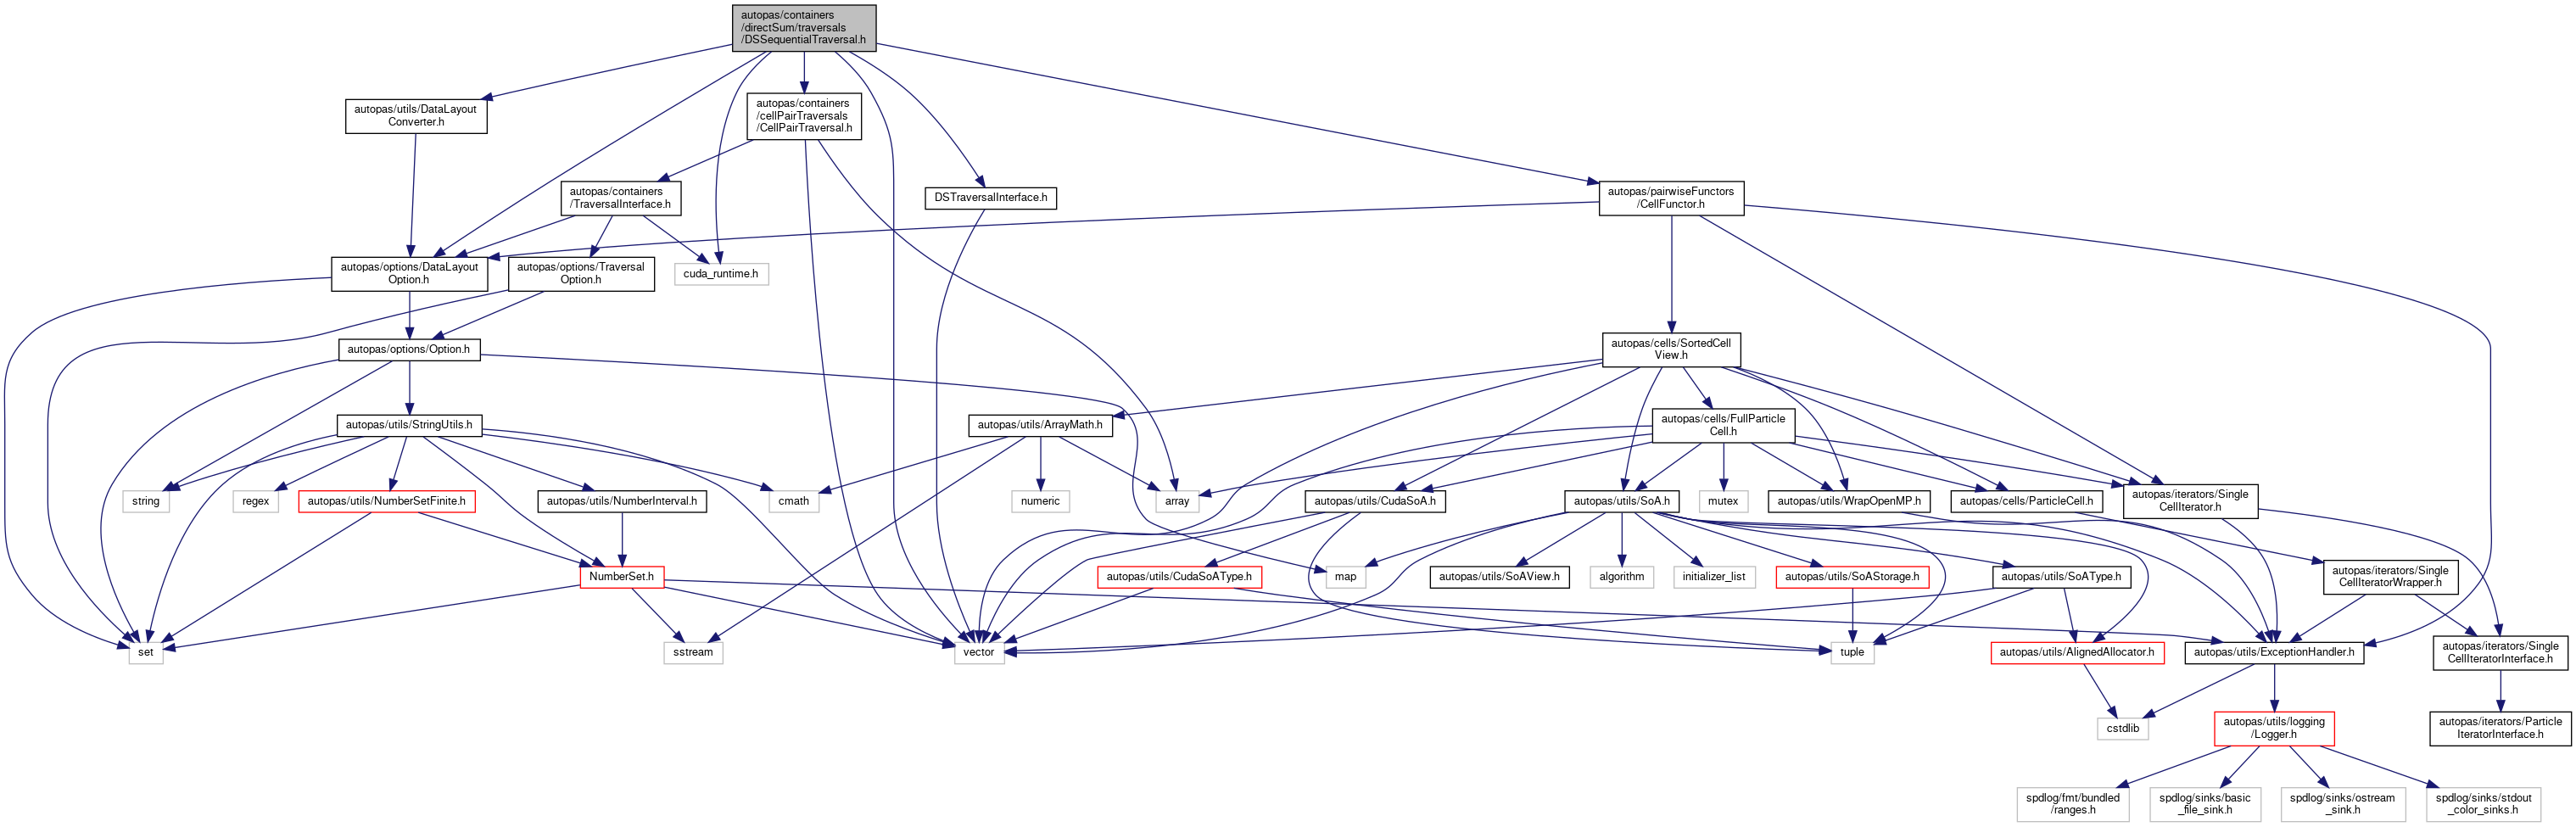 autopas/containers
/directSum/traversals
/DSSequentialTraversal.h
autopas/utils/DataLayout
Converter.h
autopas/containers
/cellPairTraversals
/CellPairTraversal.h
autopas/containers
/TraversalInterface.h
DSTraversalInterface.h
autopas/pairwiseFunctors
/CellFunctor.h
autopas/options/DataLayout
Option.h
autopas/options/Traversal
Option.h
cuda_runtime.h
autopas/options/Option.h
autopas/cells/SortedCell
View.h
autopas/utils/StringUtils.h
autopas/utils/ArrayMath.h
autopas/cells/FullParticle
Cell.h
string
regex
autopas/utils/NumberSetFinite.h
autopas/utils/NumberInterval.h
cmath
numeric
array
autopas/utils/CudaSoA.h
autopas/utils/SoA.h
mutex
autopas/utils/WrapOpenMP.h
autopas/cells/ParticleCell.h
autopas/iterators/Single
CellIterator.h
NumberSet.h
autopas/utils/CudaSoAType.h
map
autopas/utils/SoAView.h
algorithm
initializer_list
autopas/utils/SoAStorage.h
autopas/utils/SoAType.h
autopas/iterators/Single
CellIteratorWrapper.h
set
sstream
vector
tuple
autopas/utils/AlignedAllocator.h
autopas/utils/ExceptionHandler.h
autopas/iterators/Single
CellIteratorInterface.h
cstdlib
autopas/utils/logging
/Logger.h
autopas/iterators/Particle
IteratorInterface.h
spdlog/fmt/bundled
/ranges.h
spdlog/sinks/basic
_file_sink.h
spdlog/sinks/ostream
_sink.h
spdlog/sinks/stdout
_color_sinks.h